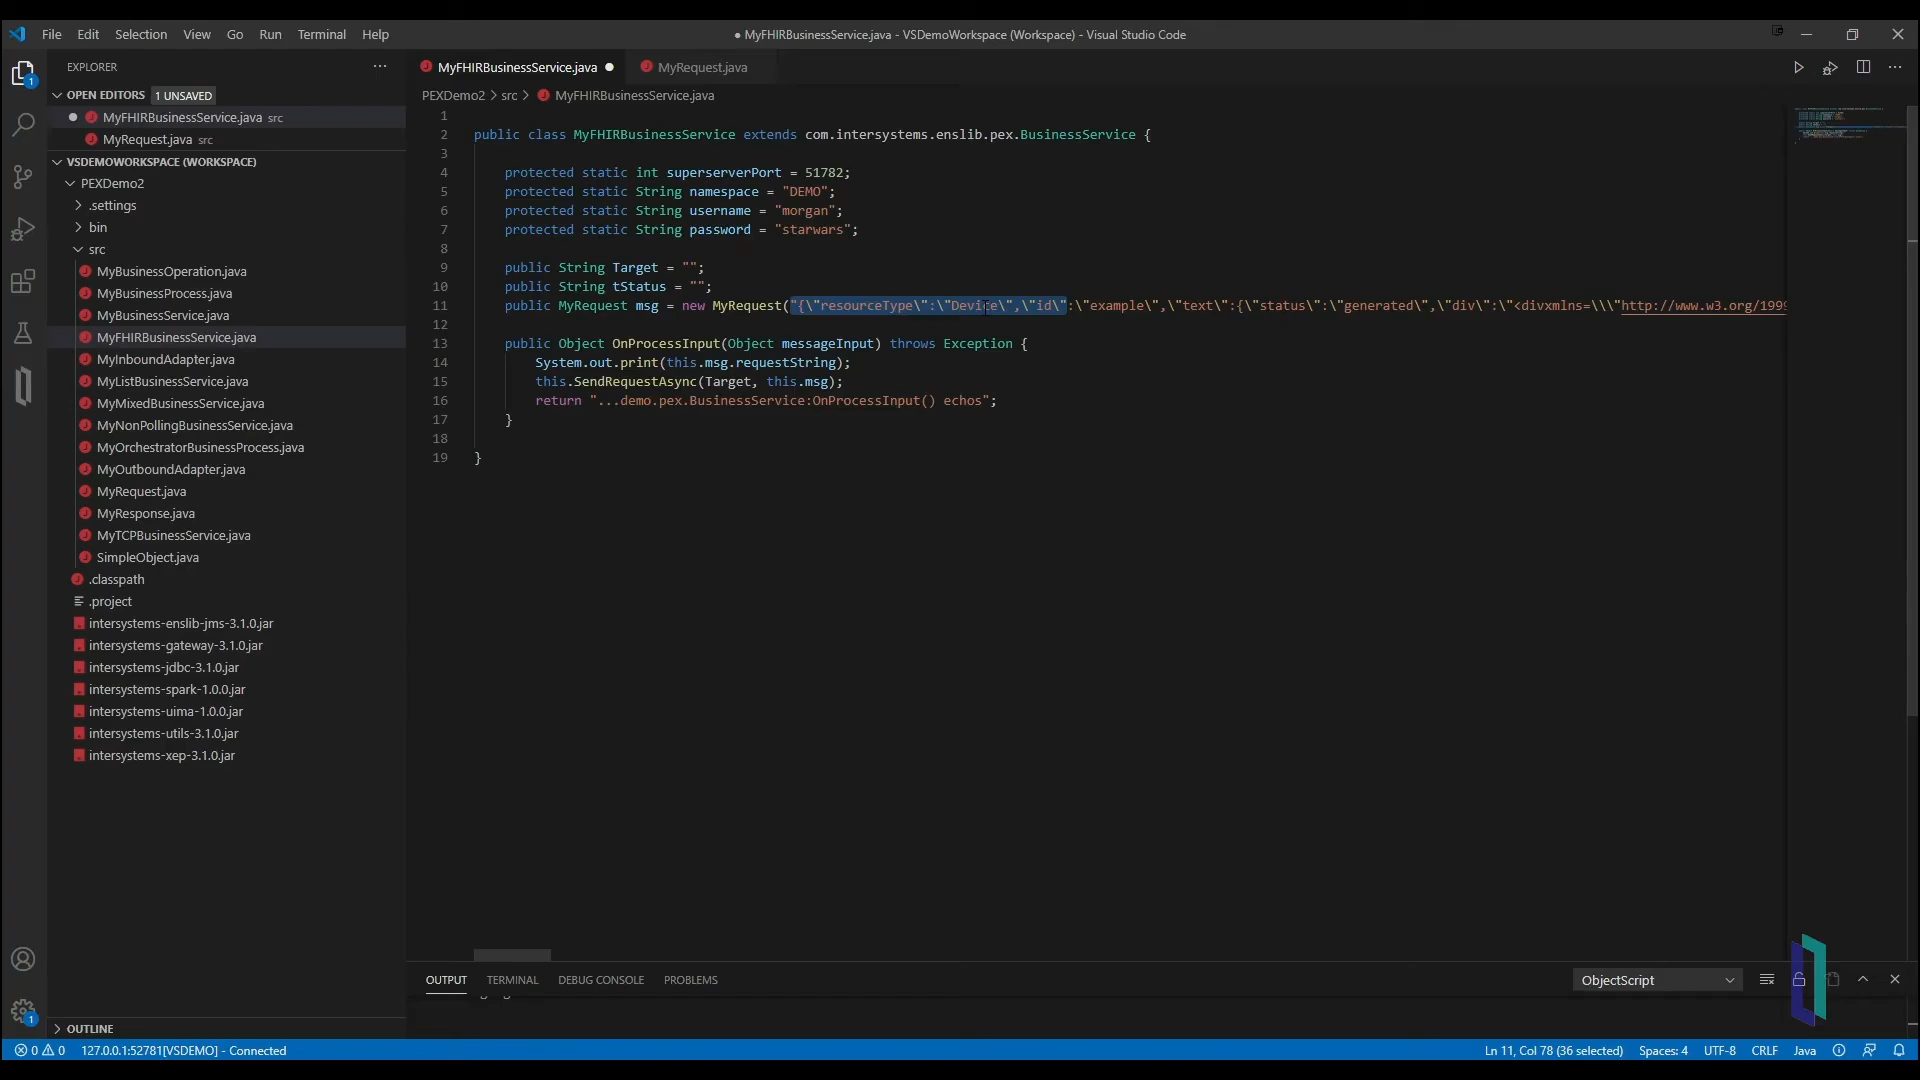 File Edit Selection View Go Run Terminal Help
● MyFHIRBusinessService.java - VSDemoWorkspace (Workspace) - Visual Studio Code
EXPLORER
OPEN EDITORS 1 UNSAVED
MyFHIRBusinessService.java src
MyRequest.java src
VSDEMOWORKSPACE (WORKSPACE)
PEXDemo2
.settings
bin
src
MyBusinessOperation.java
MyBusinessProcess.java
MyBusinessService.java
MyFHIRBusinessService.java
MyInboundAdapter.java
MyListBusinessService.java
MyMixedBusinessService.java
MyNonPollingBusinessService.java
MyOrchestratorBusinessProcess.java
MyOutboundAdapter.java
MyRequest.java
MyResponse.java
MyTCPBusinessService.java
SimpleObject.java
.classpath
.project
intersystems-enslib-jms-3.1.0.jar
intersystems-gateway-3.1.0.jar
intersystems-jdbc-3.1.0.jar
intersystems-spark-1.0.0.jar
intersystems-uima-1.0.0.jar
intersystems-utils-3.1.0.jar
intersystems-xep-3.1.0.jar
OUTLINE
MyFHIRBusinessService.java MyRequest.java
PEXDemo2 > src > MyFHIRBusinessService.java
1
2 public class MyFHIRBusinessService extends com.intersystems.enslib.pex.BusinessService {
3
4 protected static int superserverPort = 51782;
5 protected static String namespace = "DEMO";
6 protected static String username = "morgan";
7 protected static String password = "starwars";
8
9 public String Target = "";
10 public String tStatus = "";
11 public MyRequest msg = new MyRequest("{\"resourceType\":\"Device\",\"id\":\"example\",\"text\":{\"status\":\"generated\",\"div\":\"<divxmlns=\\\"http://www.w3.org/1999
12
13 public Object OnProcessInput(Object messageInput) throws Exception {
14 System.out.print(this.msg.requestString);
15 this.SendRequestAsync(Target, this.msg);
16 return "...demo.pex.BusinessService:OnProcessInput() echos";
17 }
18
19 }
OUTPUT TERMINAL DEBUG CONSOLE PROBLEMS
ObjectScript
0 0 127.0.0.1:52781[VSDEMO] - Connected
Ln 11, Col 78 (36 selected) Spaces: 4 UTF-8 CRLF Java